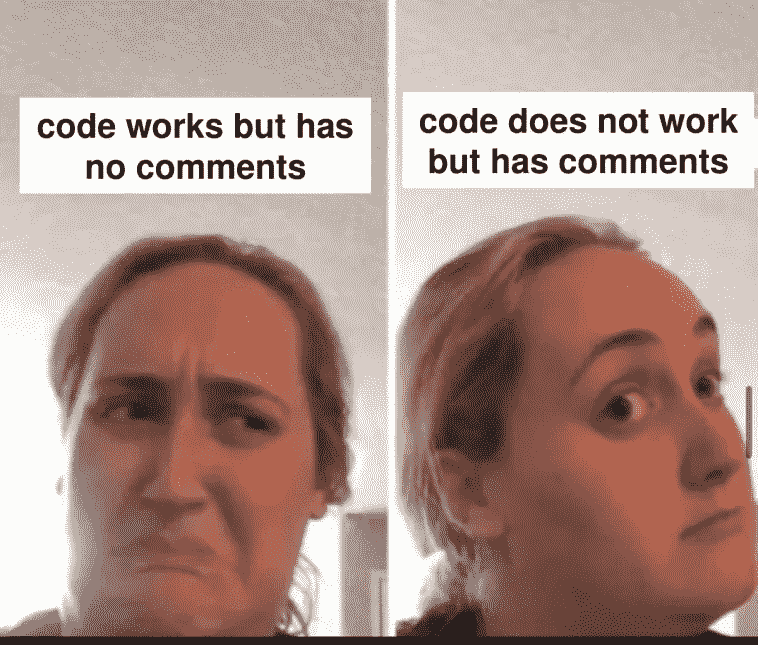 code works but has
no comments
code does not work
but has comments